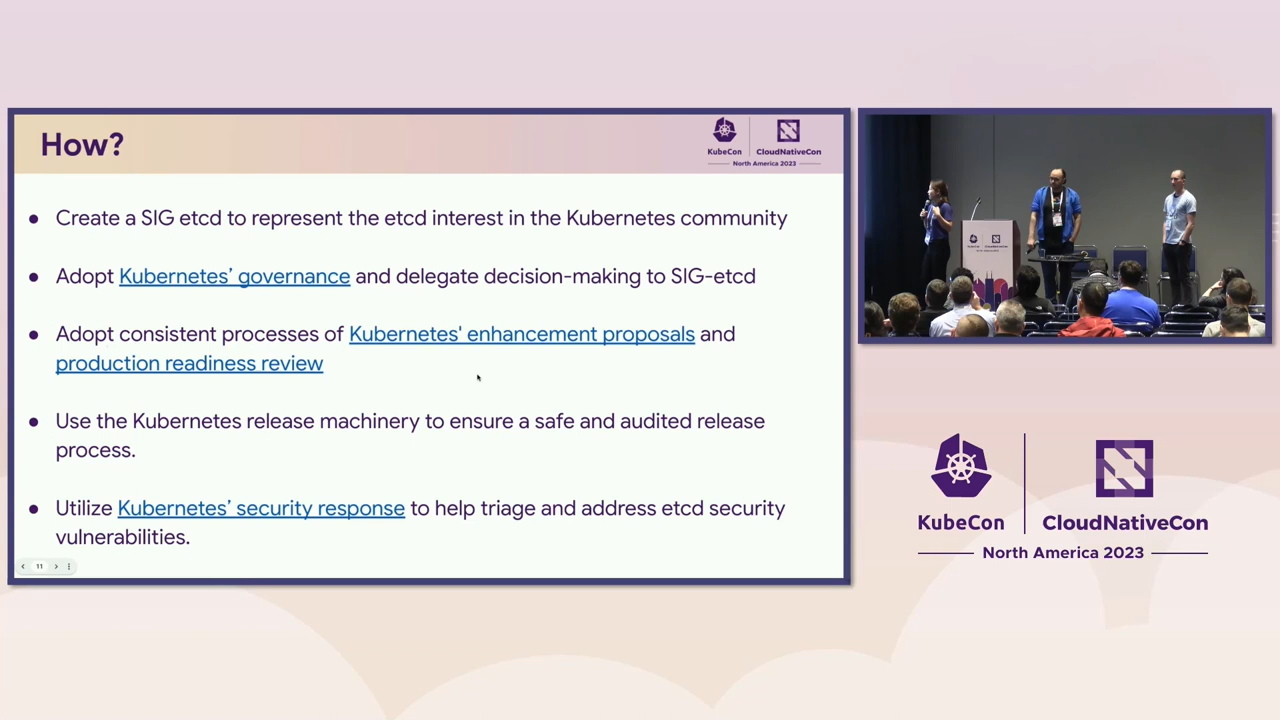 How?
KubeCon
CloudNativeCon
North America 2023
● Create a SIG etcd to represent the etcd interest in the Kubernetes community
● Adopt Kubernetes’ governance and delegate decision-making to SIG-etcd
● Adopt consistent processes of Kubernetes' enhancement proposals and
production readiness review
● Use the Kubernetes release machinery to ensure a safe and audited release
process.
● Utilize Kubernetes’ security response to help triage and address etcd security
vulnerabilities.
11
KubeCon
CloudNativeCon
North America 2023